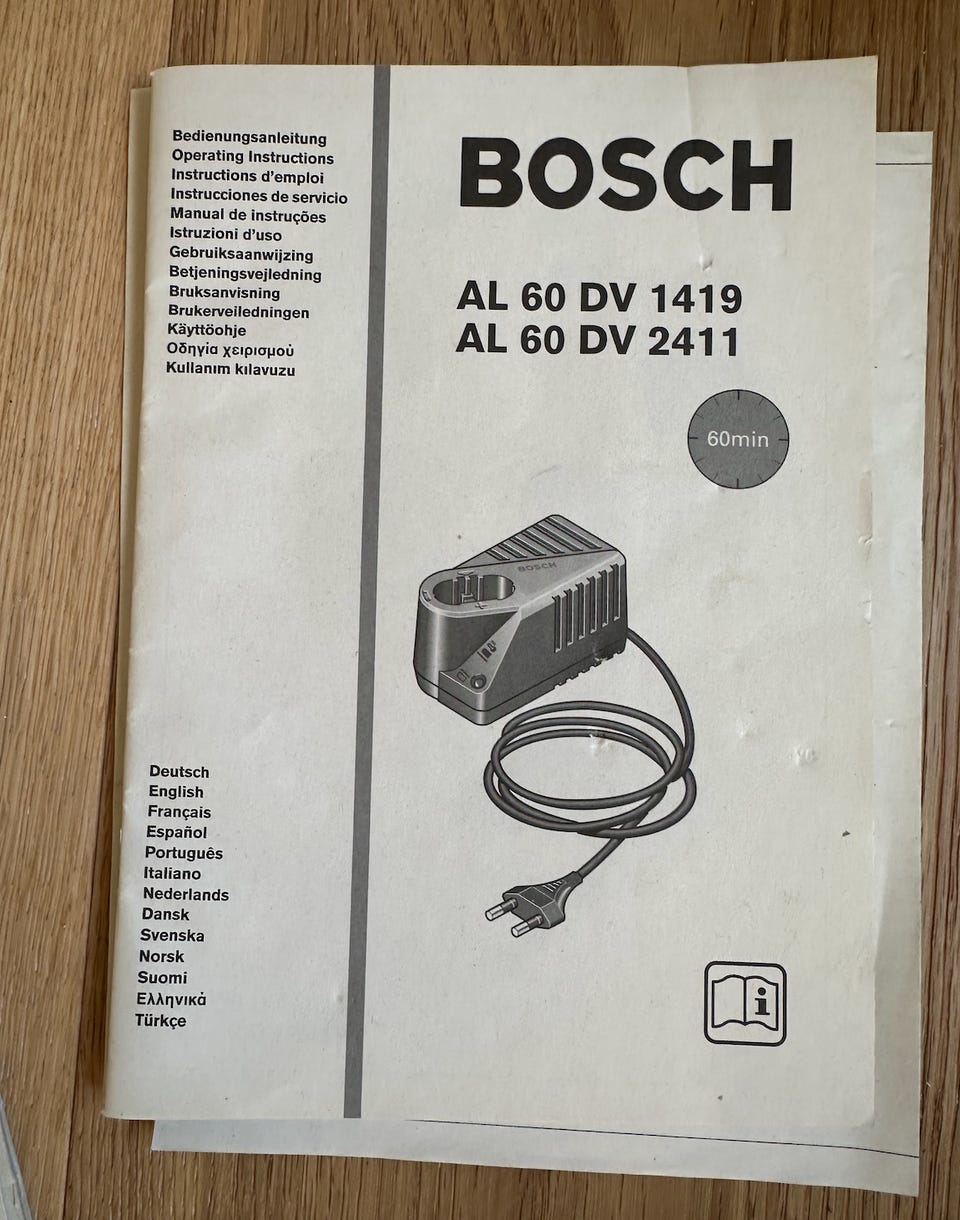 Bedienungsanleitung
Operating Instructions
Instructions d'emploi
Instrucciones de servicio
Manual de instruções
Istruzioni d'uso
Gebruiksaanwijzing
Betjeningsvejledning
Bruksanvisning
Brukerveiledningen
Käyttöohje
Οδηγία χειρισμού
Kullanım kılavuzu
BOSCH
AL 60 DV 1419
AL 60 DV 2411
60min
BOSCH
Deutsch
English
Français
Español
Português
Italiano
Nederlands
Dansk
Svenska
Norsk
Suomi
Ελληνικά
Türkçe
i